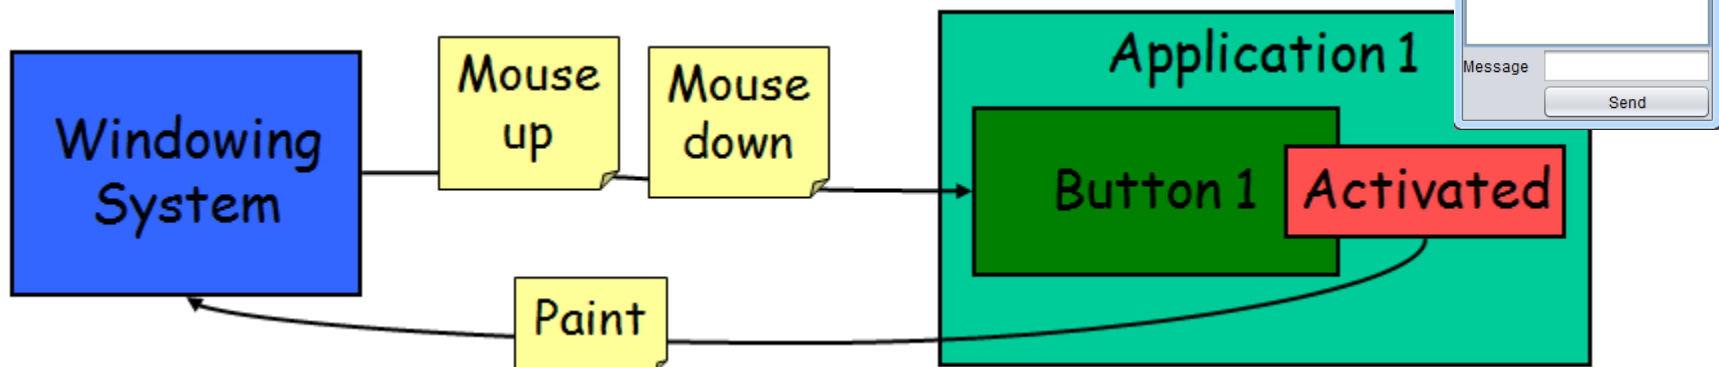 Windowing
System
Mouse
up
Mouse
down
Application 1
Button 1
Activated
Message
Send
Paint